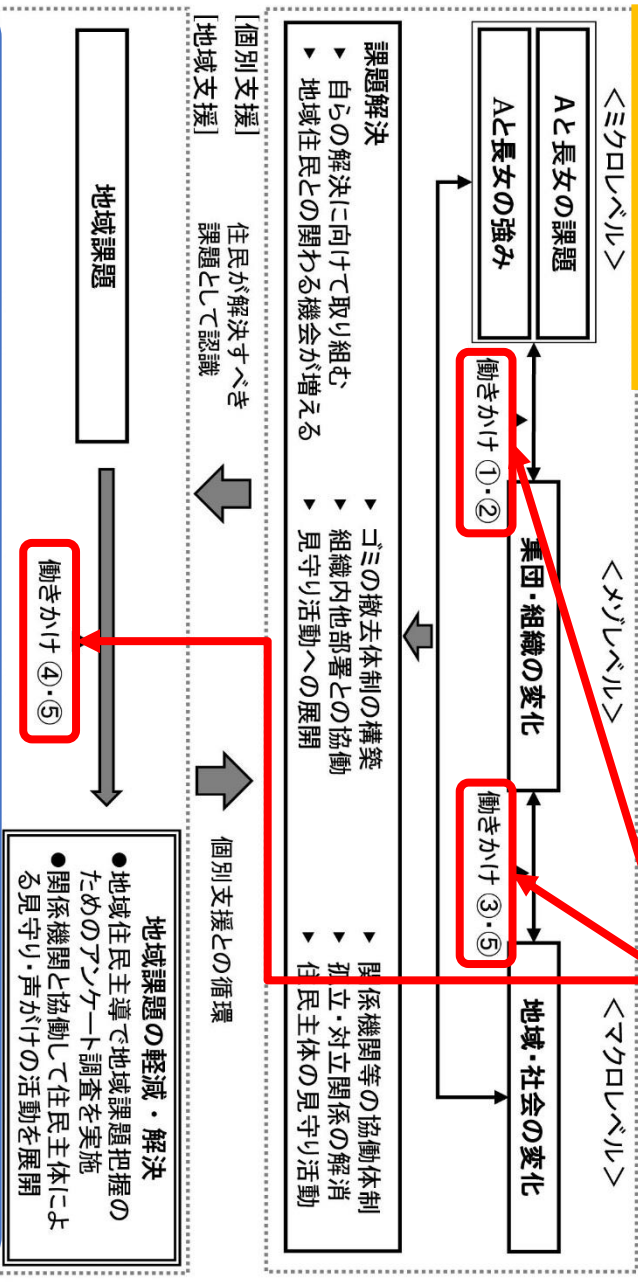 <ミクロレベル>
<メゾレベル>
<マクロレベル>
Aと長女の課題
Aと長女の強み
働きかけ ①・②
集団・組織の変化
働きかけ ③・⑤
地域・社会の変化
課題解決
▶ 自らの解決に向けて取り組む
▶ 地域住民との関わる機会が増える
▶ ゴミの撤去体制の構築
▶ 組織内他部署との協働
▶ 見守り活動への展開
▶ 関係機関等の協働体制
▶ 孤立・対立関係の解消
▶ 住民主体の見守り活動
[個別支援]
[地域支援]
住民が解決すべき
課題として認識
個別支援との循環
地域課題
働きかけ ④・⑤
地域課題の軽減・解決
●地域住民主導で地域課題把握の
ためのアンケート調査を実施
●関係機関と協働して住民主体によ
る見守り・声がけの活動を展開